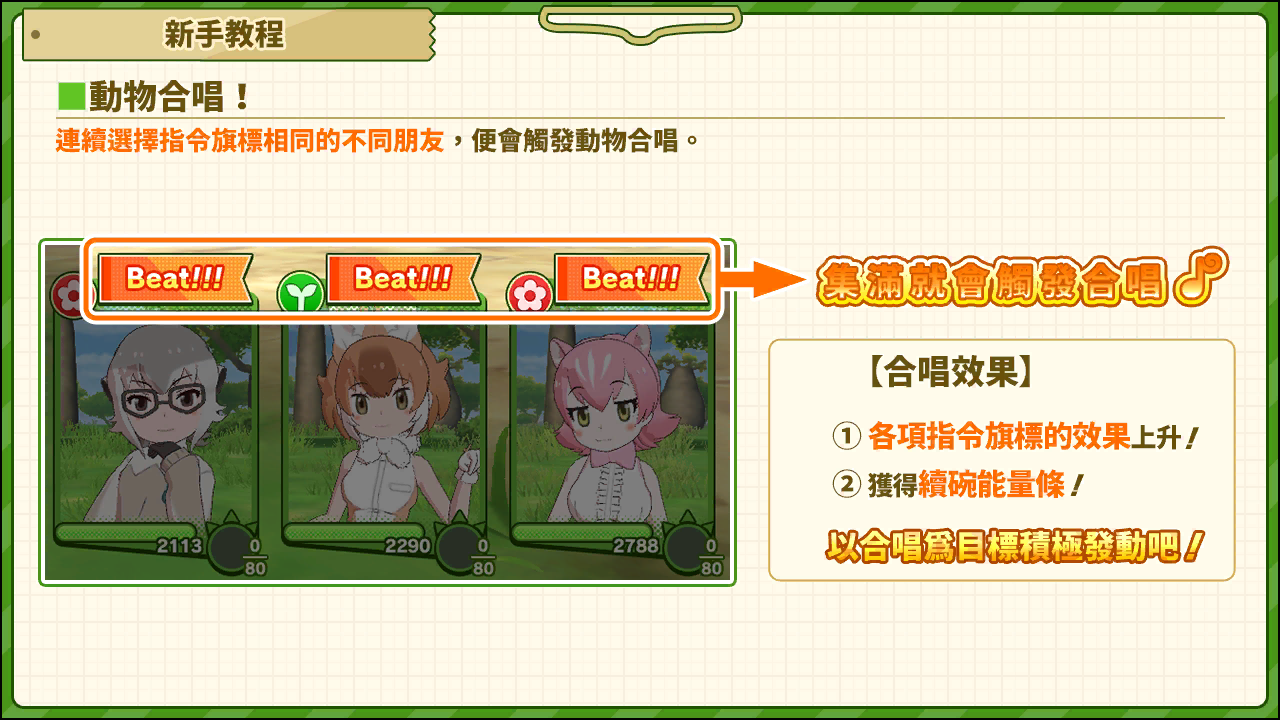 新手教程
動物合唱！
連續選擇指令旗標相同的不同朋友，便會觸發動物合唱。
Beat!!! Beat!!! Beat!!!
集滿就會觸發合唱
【合唱效果】
① 各項指令旗標的效果上升！
② 獲得續碗能量條！
以合唱爲目標積極發動吧！
2113 0 2290 0 2788 0
80 80 80